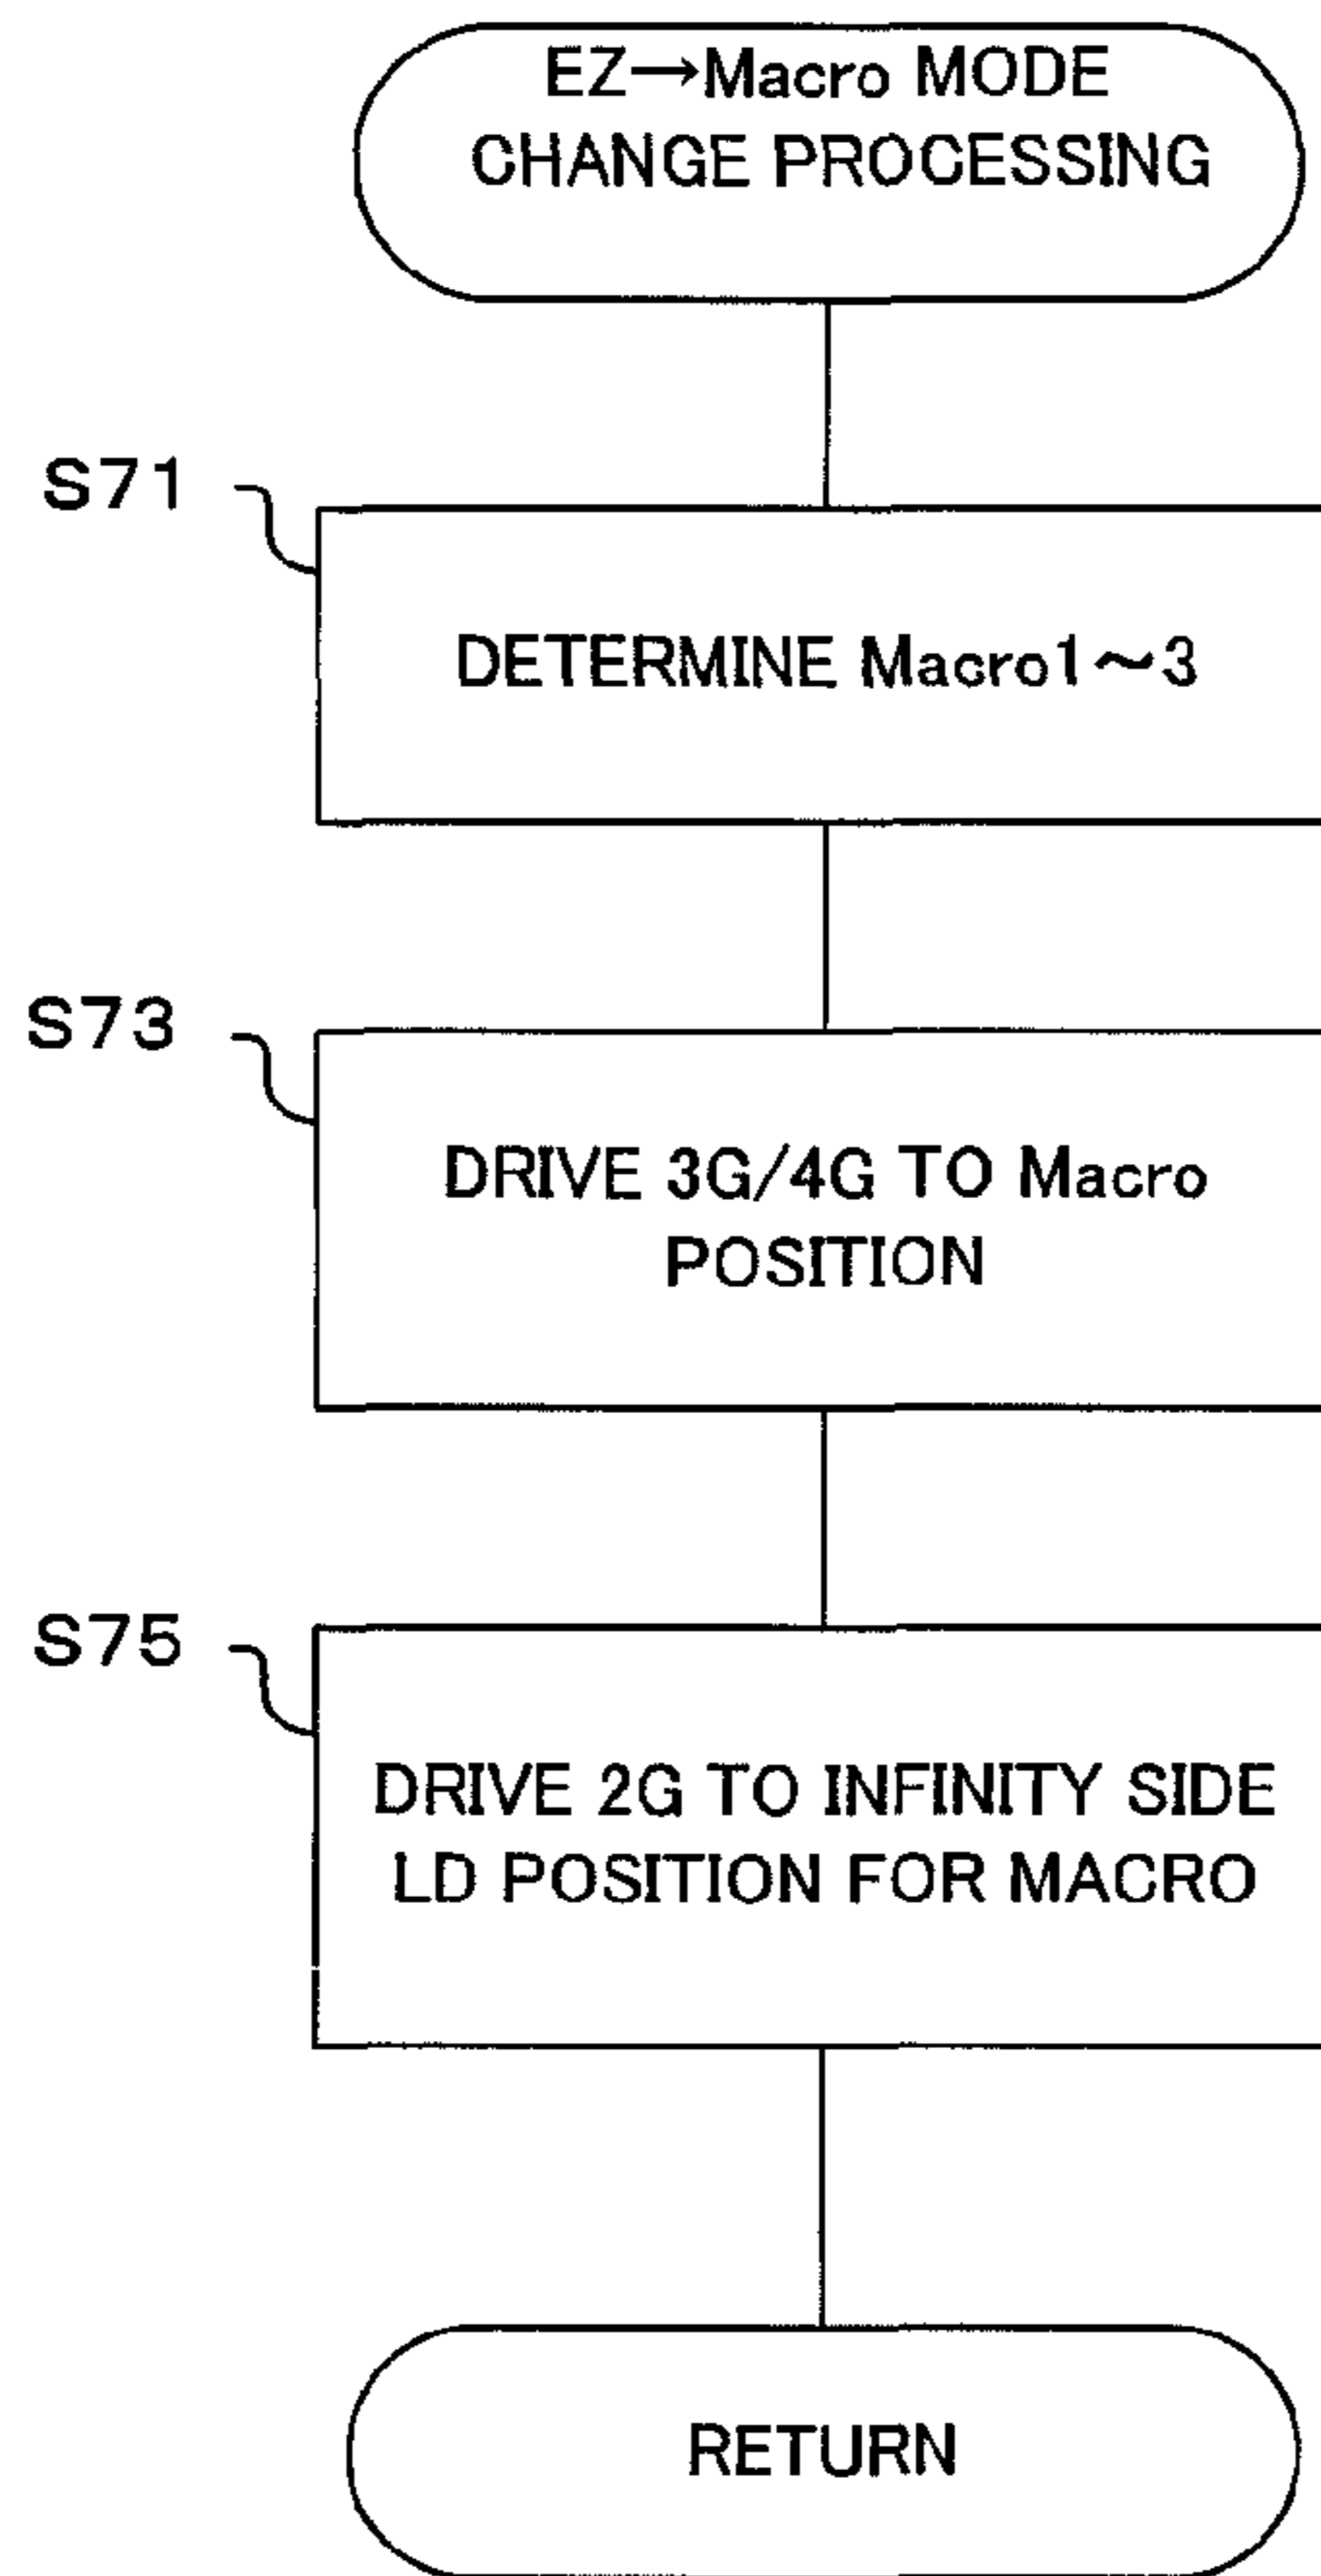 EZ→Macro MODE
CHANGE PROCESSING
S71
DETERMINE Macro1~3
S73
DRIVE 3G/4G TO Macro
POSITION
S75
DRIVE 2G TO INFINITY SIDE
LD POSITION FOR MACRO
RETURN